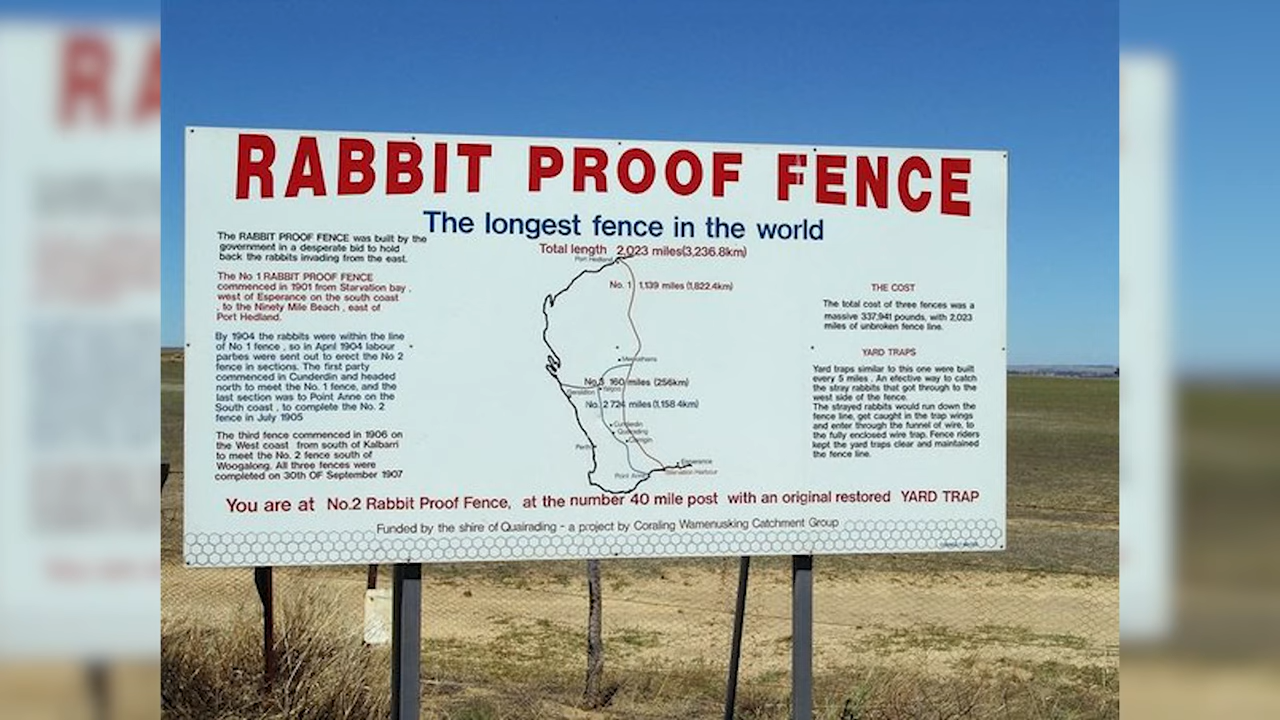 RABBIT PROOF FENCE
The longest fence in the world
Total length 2,023 miles(3,236.8km)
The RABBIT PROOF FENCE was built by the
government in a desperate bid to hold
back the rabbits invading from the east.
The No 1 RABBIT PROOF FENCE
commenced in 1901 from Starvation bay ,
west of Esperance on the south coast
, to the Ninety Mile Beach , east of
Port Hedland.
By 1904 the rabbits were within the line
of No 1 fence , so in April 1904 labour
parties were sent out to erect the No 2
fence in sections. The first party
commenced in Cunderdin and headed
north to meet the No. 1 fence, and the
last section was to Point Anne on the
South coast , to complete the No. 2
fence in July 1905
The third fence commenced in 1906 on
the West coast from south of Kalbarri
to meet the No. 2 fence south of
Woogalong. All three fences were
completed on 30th OF September 1907
Port Hedland
No. 1 1,139 miles (1,822.4km)
Meekatharra
No.3 160 miles (256km)
Yalgoo
Geraldton
No. 2 724 miles (1,158 4km)
Cunderdin
Quairading
Corrigin
Perth
Esperance
Starvation Harbour
Point Anne
THE COST
The total cost of three fences was a
massive 337,941 pounds, with 2,023
miles of unbroken fence line.
YARD TRAPS
Yard traps similar to this one were built
every 5 miles . An efective way to catch
the stray rabbits that got through to the
west side of the fence.
The strayed rabbits would run down the
fence line, get caught in the trap wings
and enter through the funnel of wire, to
the fully enclosed wire trap. Fence riders
kept the yard traps clear and maintained
the fence line.
You are at No.2 Rabbit Proof Fence, at the number 40 mile post with an original restored YARD TRAP
Funded by the shire of Quairading - a project by Coraling Wamenusking Catchment Group